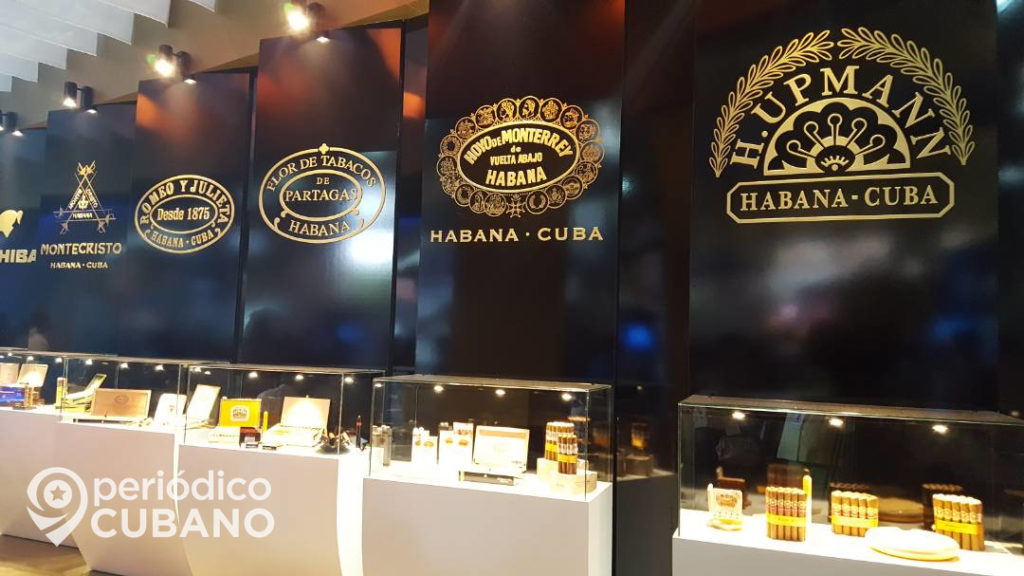 HIBA
HABANA
MONTECRISTO
HABANA - CUBA
ROMEO Y JULIETA
Desde 1875
HABANA - CUBA
FLOR DE TABACOS
DE
PARTAGAS
HABANA
HOYO DE MONTERREY
de
VUELTA ABAJO
HABANA
HABANA · CUBA
H. UPMANN
HABANA - CUBA
periódico
CUBANO